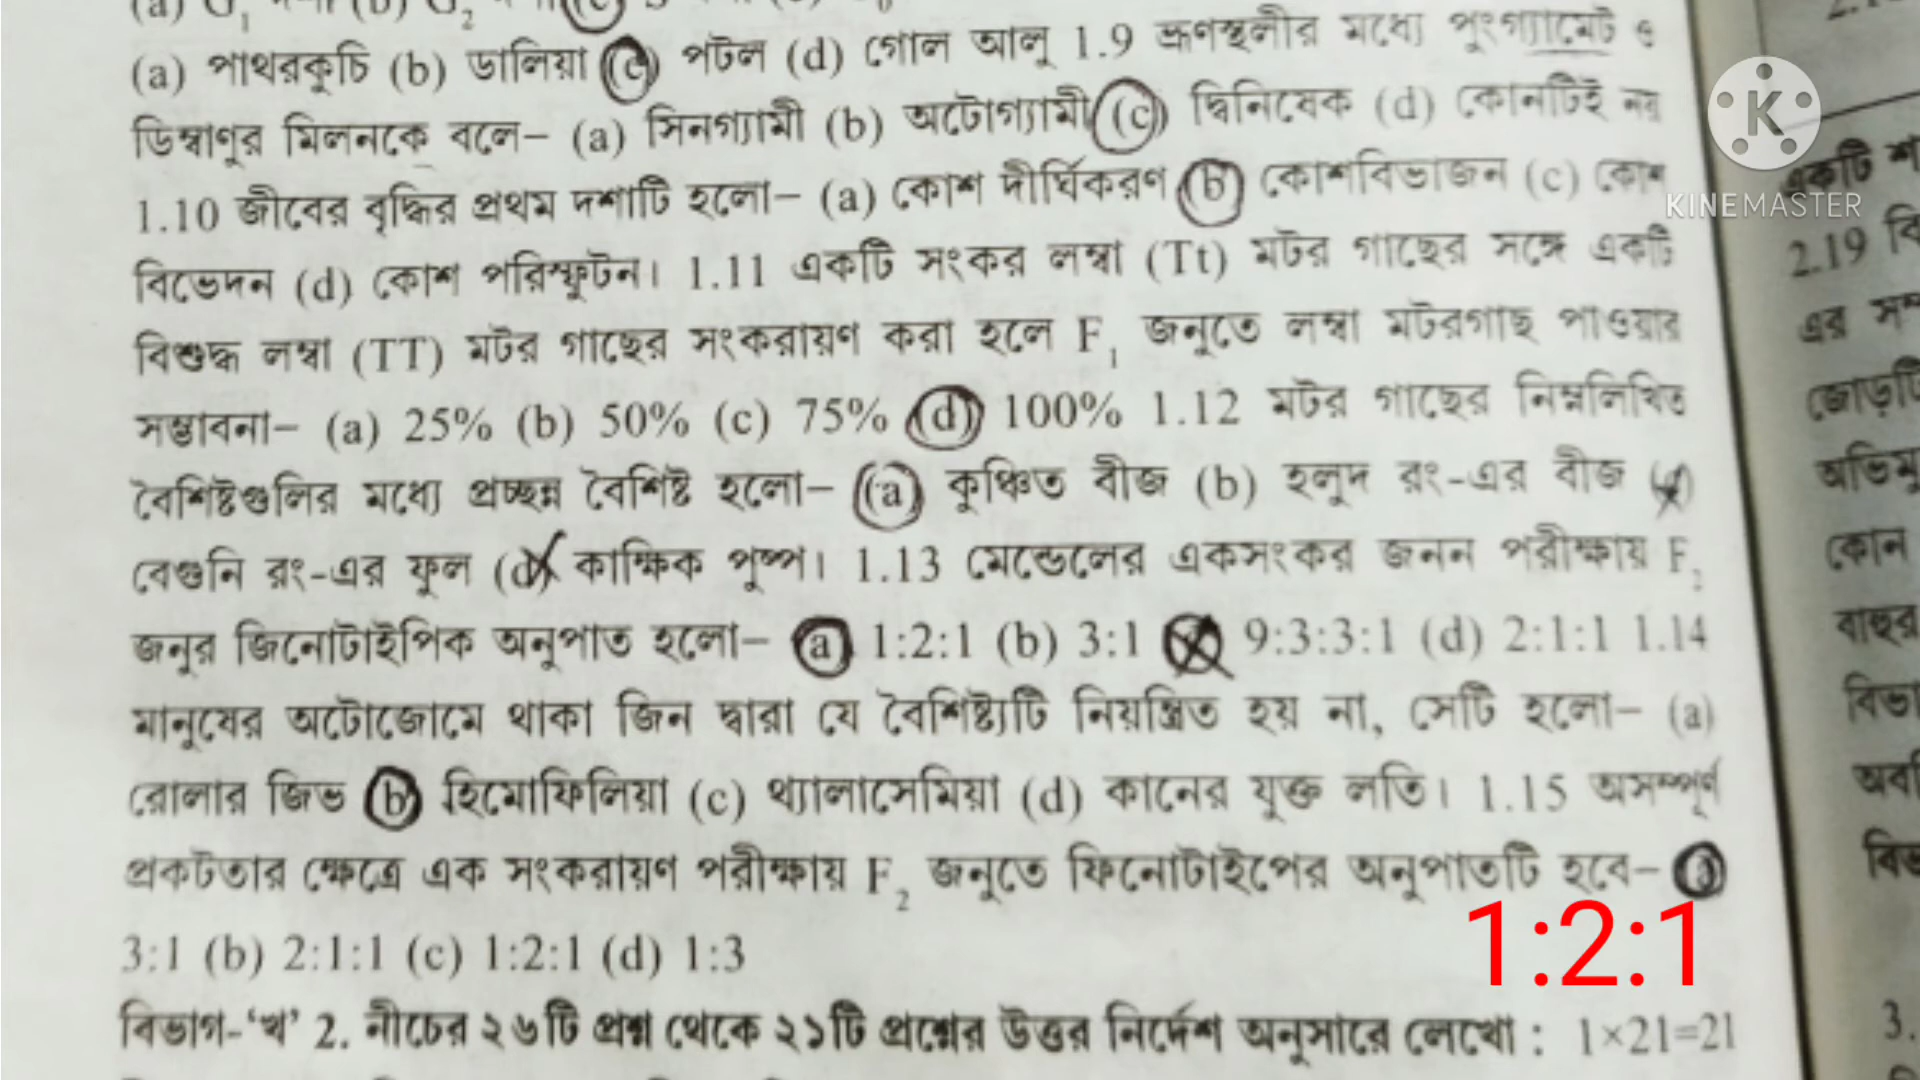 (a) পাথরকুচি (b) ডালিয়া (c) পটল (d) গোল আলু 1.9 ভ্রূণস্থলীর মধ্যে পুংগ্যামেট ও
ডিম্বাণুর মিলনকে বলে– (a) সিনগ্যামী (b) অটোগ্যামী (c) দ্বিনিষেক (d) কোনটিই নয়
1.10 জীবের বৃদ্ধির প্রথম দশাটি হলো– (a) কোশ দীর্ঘিকরণ (b) কোশবিভাজন (c) কোশ
বিভেদন (d) কোশ পরিস্ফুটন। 1.11 একটি সংকর লম্বা (Tt) মটর গাছের সঙ্গে একটি
বিশুদ্ধ লম্বা (TT) মটর গাছের সংকরায়ণ করা হলে F₁ জনুতে লম্বা মটরগাছ পাওয়ার
সম্ভাবনা– (a) 25% (b) 50% (c) 75% (d) 100% 1.12 মটর গাছের নিম্নলিখিত
বৈশিষ্টগুলির মধ্যে প্রচ্ছন্ন বৈশিষ্ট হলো– (a) কুঞ্চিত বীজ (b) হলুদ রং-এর বীজ
বেগুনি রং-এর ফুল (d) কাক্ষিক পুষ্প। 1.13 মেন্ডেলের একসংকর জনন পরীক্ষায় F₂
জনুর জিনোটাইপিক অনুপাত হলো– (a) 1:2:1 (b) 3:1 9:3:3:1 (d) 2:1:1 1.14
মানুষের অটোজোমে থাকা জিন দ্বারা যে বৈশিষ্ট্যটি নিয়ন্ত্রিত হয় না, সেটি হলো– (a)
রোলার জিভ (b) হিমোফিলিয়া (c) থ্যালাসেমিয়া (d) কানের যুক্ত লতি। 1.15 অসম্পূর্ণ
প্রকটতার ক্ষেত্রে এক সংকরায়ণ পরীক্ষায় F₂ জনুতে ফিনোটাইপের অনুপাতটি হবে– (a)
3:1 (b) 2:1:1 (c) 1:2:1 (d) 1:3
1:2:1
বিভাগ-‘খ’ 2. নীচের ২৬টি প্রশ্ন থেকে ২১টি প্রশ্নের উত্তর নির্দেশ অনুসারে লেখো : 1×21=21
K
KINEMASTER
একটি
2.19
এর
কোন
3.